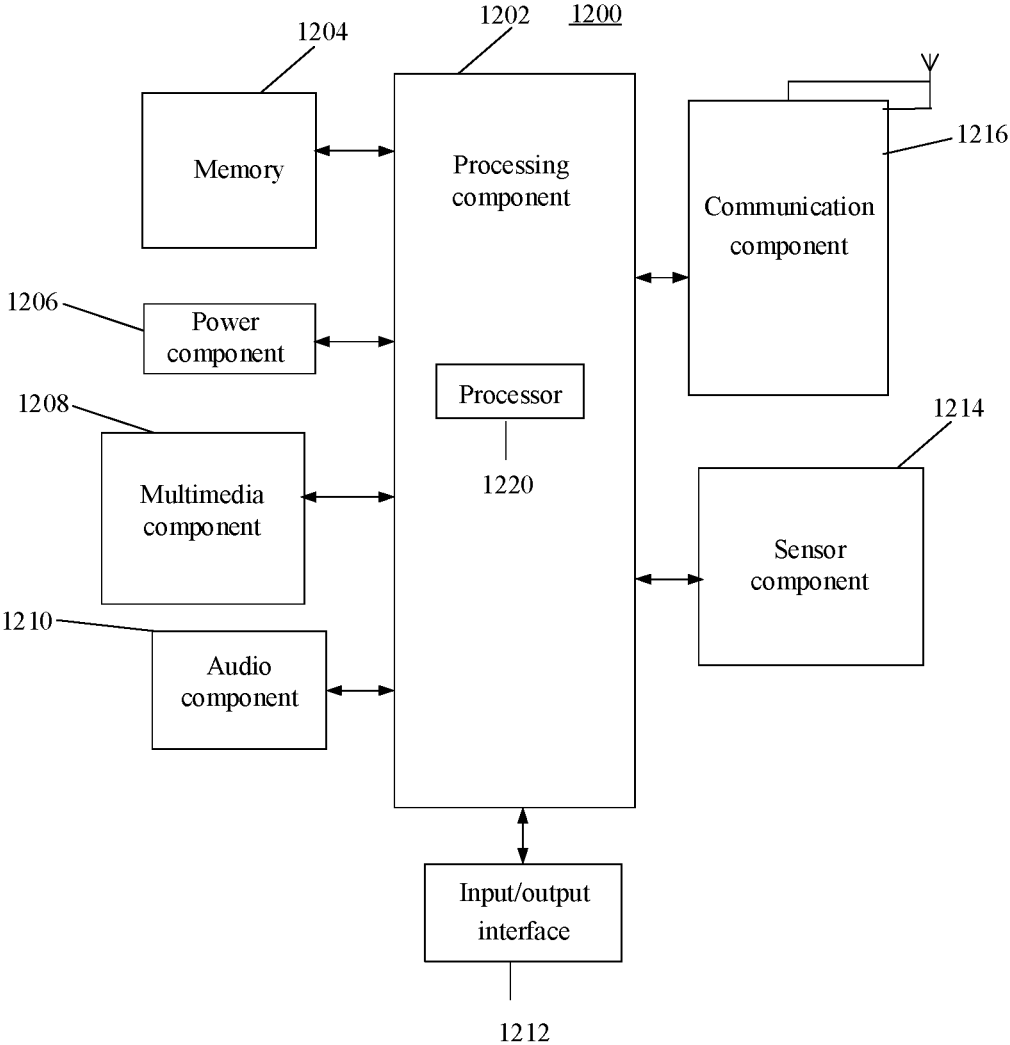 1200
1202
1204
Memory
Processing
component
1216
Communication
component
1206
Power
component
Processor
1220
1208
Multimedia
component
1214
Sensor
component
1210
Audio
component
Input/output
interface
1212